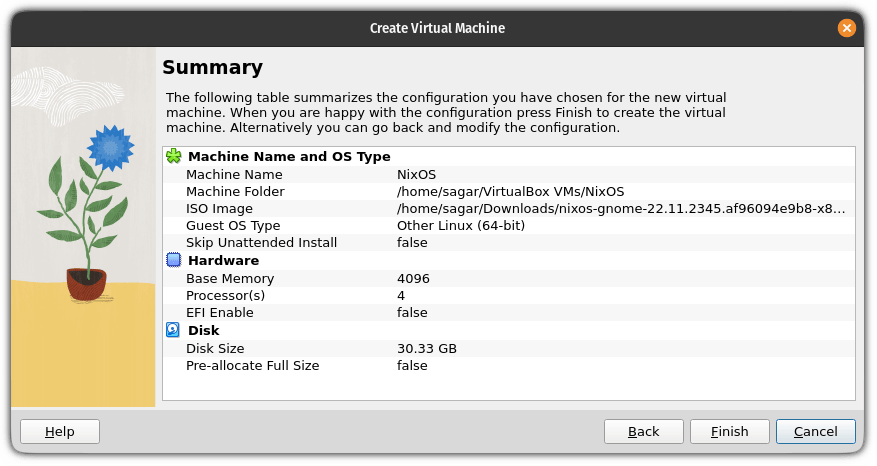 Create Virtual Machine
Summary
The following table summarizes the configuration you have chosen for the new virtual
machine. When you are happy with the configuration press Finish to create the virtual
machine. Alternatively you can go back and modify the configuration.
Machine Name and OS Type
Machine Name NixOS
Machine Folder /home/sagar/VirtualBox VMs/NixOS
ISO Image /home/sagar/Downloads/nixos-gnome-22.11.2345.af96094e9b8-x8...
Guest OS Type Other Linux (64-bit)
Skip Unattended Install false
Hardware
Base Memory 4096
Processor(s) 4
EFI Enable false
Disk
Disk Size 30.33 GB
Pre-allocate Full Size false
Help Back Finish Cancel